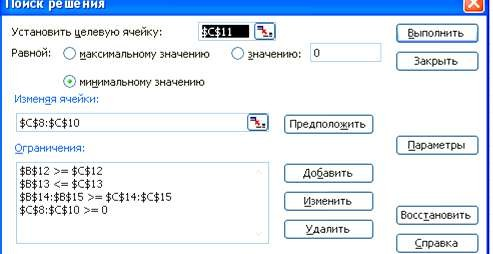 Поиск решения
Установить целевую ячейку: $C$11
Равной: максимальному значению значению: 0
минимальному значению
Изменяя ячейки:
$C$8:$C$10
Предположить
Ограничения:
$B$12 >= $C$12
$B$13 <= $C$13
$B$14:$B$15 >= $C$14:$C$15
$C$8:$C$10 >= 0
Добавить
Изменить
Удалить
Выполнить
Закрыть
Параметры
Восстановить
Справка